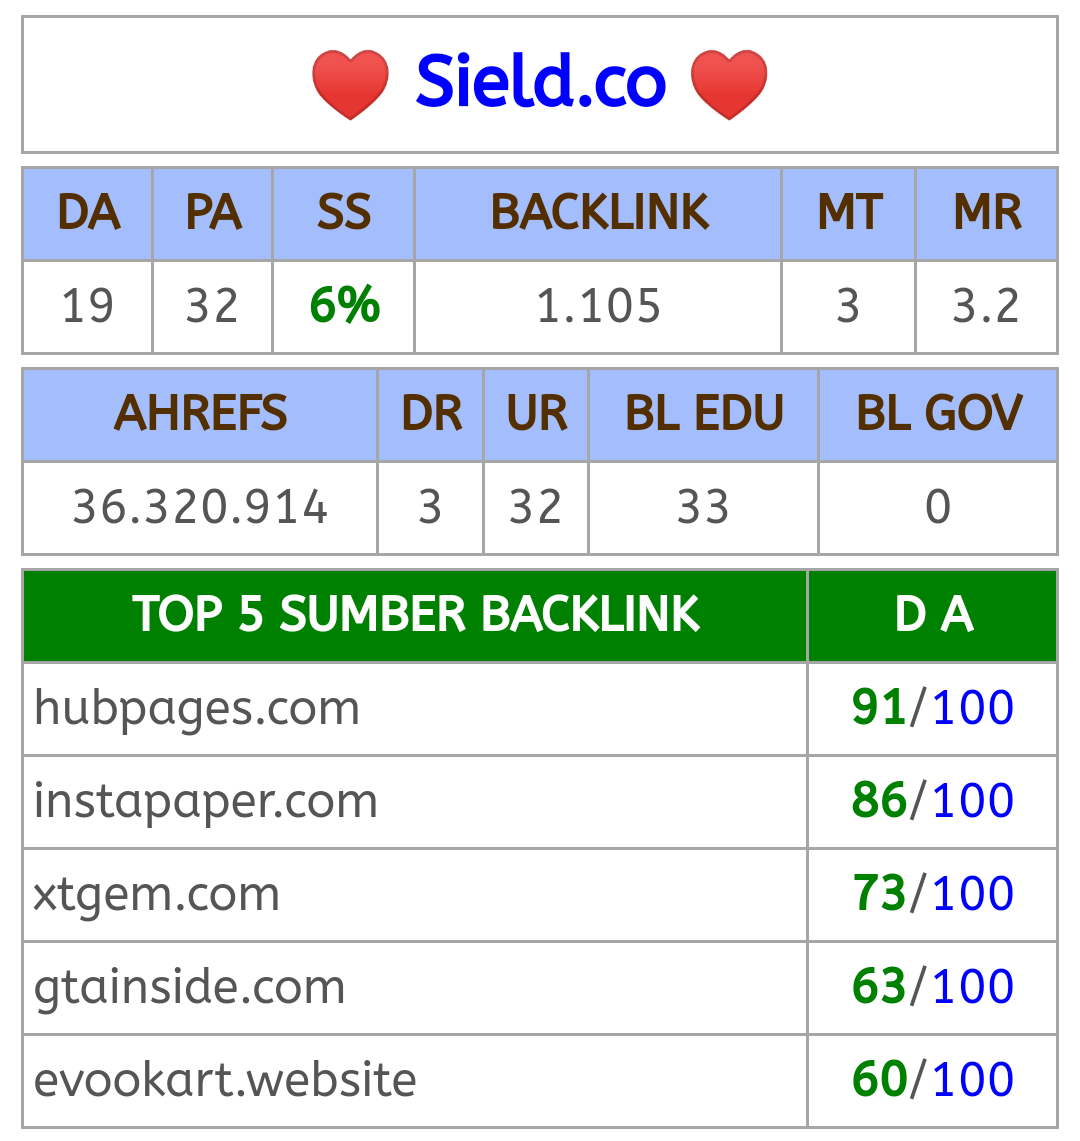 ❤️ Sield.co ❤️
DA PA SS BACKLINK MT MR
19 32 6% 1.105 3 3.2
AHREFS DR UR BL EDU BL GOV
36.320.914 3 32 33 0
TOP 5 SUMBER BACKLINK D A
hubpages.com 91/100
instapaper.com 86/100
xtgem.com 73/100
gtainside.com 63/100
evookart.website 60/100